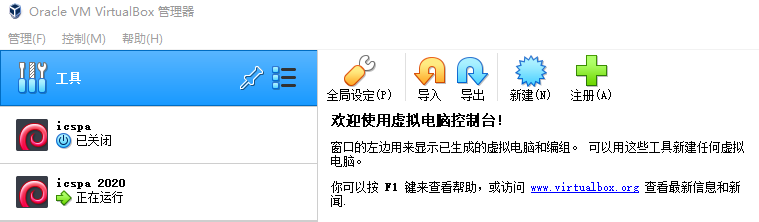 Oracle VM VirtualBox 管理器
管理(F) 控制(M) 帮助(H)
工具
全局设定(P) 导入 导出 新建(N) 注册(A)
icspa
已关闭
icspa 2020
正在运行
欢迎使用虚拟电脑控制台!
窗口的左边用来显示已生成的虚拟电脑和编组。 可以用这些工具新建任何虚拟
电脑。
你可以按 F1 键来查看帮助，或访问 www.virtualbox.org 查看最新信息和新
闻.